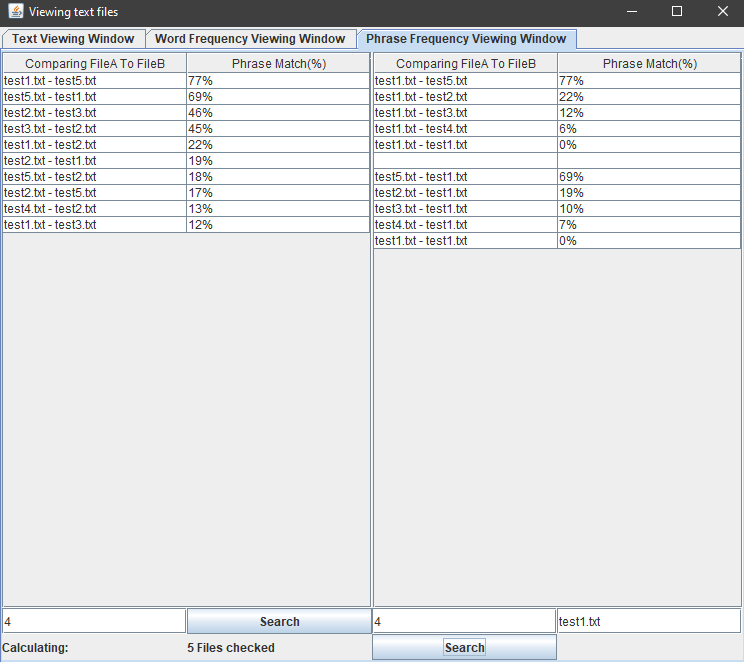 Viewing text files
Text Viewing Window Word Frequency Viewing Window Phrase Frequency Viewing Window
Comparing FileA To FileB Phrase Match(%)
test1.txt - test5.txt 77%
test5.txt - test1.txt 69%
test2.txt - test3.txt 46%
test3.txt - test2.txt 45%
test1.txt - test2.txt 22%
test2.txt - test1.txt 19%
test5.txt - test2.txt 18%
test2.txt - test5.txt 17%
test4.txt - test2.txt 13%
test1.txt - test3.txt 12%
4 Search
Calculating: 5 Files checked
Comparing FileA To FileB Phrase Match(%)
test1.txt - test5.txt 77%
test1.txt - test2.txt 22%
test1.txt - test3.txt 12%
test1.txt - test4.txt 6%
test1.txt - test1.txt 0%
test5.txt - test1.txt 69%
test2.txt - test1.txt 19%
test3.txt - test1.txt 10%
test4.txt - test1.txt 7%
test1.txt - test1.txt 0%
4 test1.txt
Search